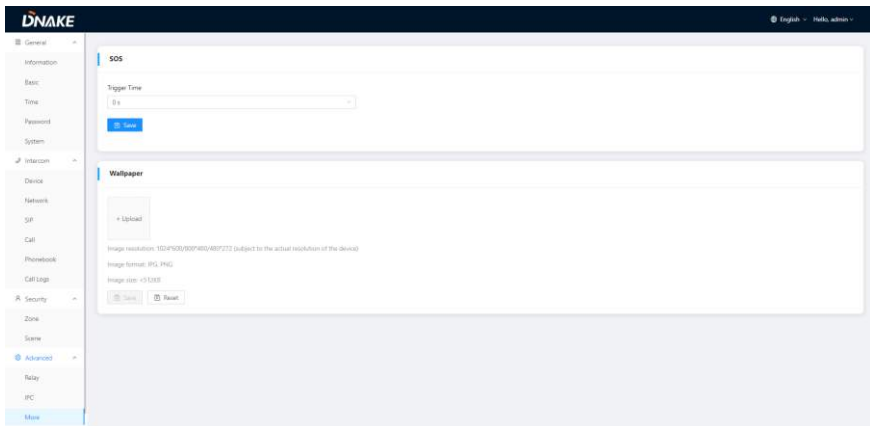 DNAKE
English
Hello, admin
General
Information
Basic
Time
Password
System
Intercom
Device
Network
SIP
Call
Phonebook
Call Logs
Security
Zone
Scene
Advanced
Relay
IPC
More
SOS
Trigger Time
0 s
Save
Wallpaper
+ Upload
Image resolution: 1024*600/800*480/480*272 (subject to the actual resolution of the device)
Image format: JPG, PNG
Image size: <512KB
Save
Reset